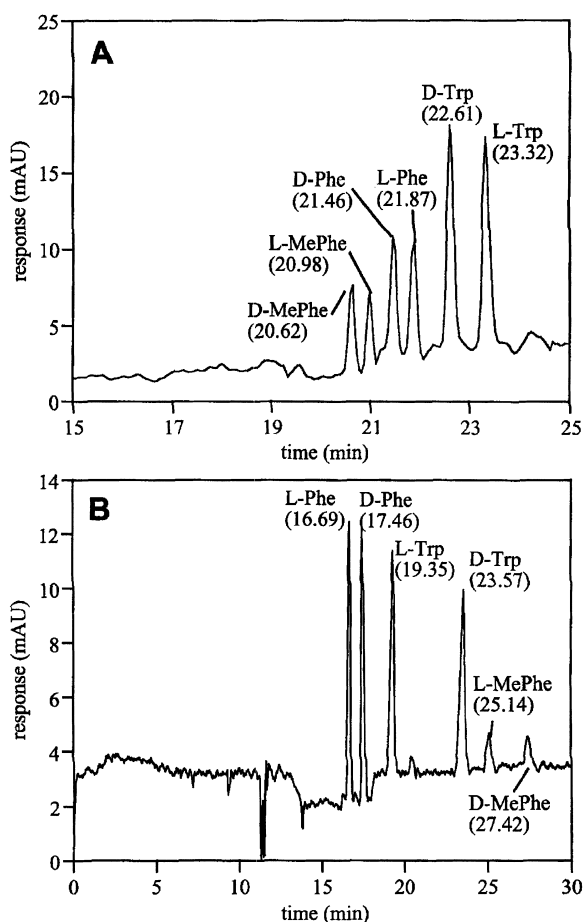 25
A
20
D-Trp
(22.61)
L-Trp
(23.32)
15
D-Phe
(21.46)
L-Phe
(21.87)
response (mAU)
10
L-MePhe
(20.98)
D-MePhe
(20.62)
5
0
15 17 19 21 23 25
time (min)
14
B
L-Phe
(16.69)
D-Phe
(17.46)
12
L-Trp
(19.35)
D-Trp
(23.57)
10
response (mAU)
8
6
L-MePhe
(25.14)
4
2
D-MePhe
(27.42)
0
0 5 10 15 20 25 30
time (min)